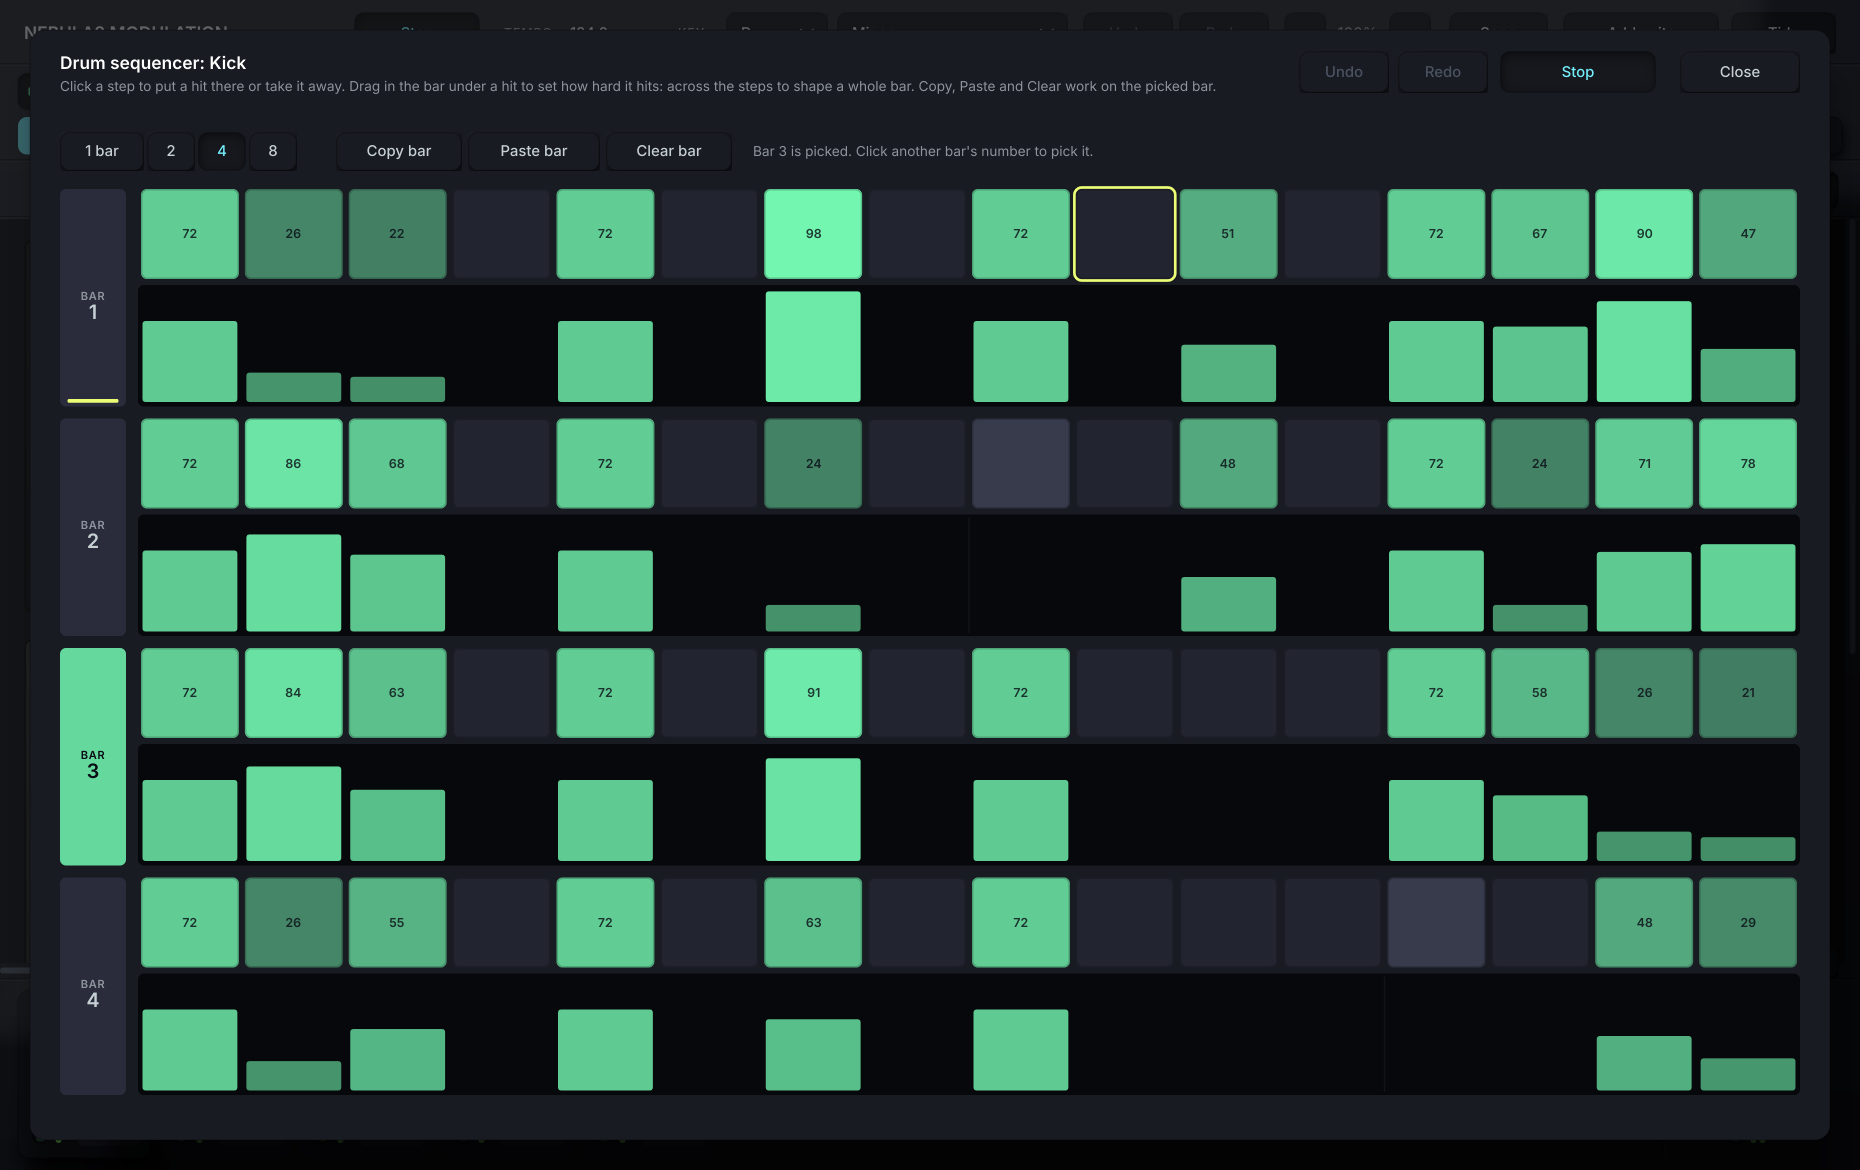 Drum sequencer: Kick
Click a step to put a hit there or take it away. Drag in the bar under a hit to set how hard it hits: across the steps to shape a whole bar. Copy, Paste and Clear work on the picked bar.
Undo Redo Stop Close
1 bar 2 4 8 Copy bar Paste bar Clear bar Bar 3 is picked. Click another bar's number to pick it.
72 26 22 72 98 72 51 72 67 90 47
BAR
1
72 86 68 72 24 48 72 24 71 78
BAR
2
72 84 63 72 91 72 72 58 26 21
BAR
3
72 26 55 72 63 72 48 29
BAR
4